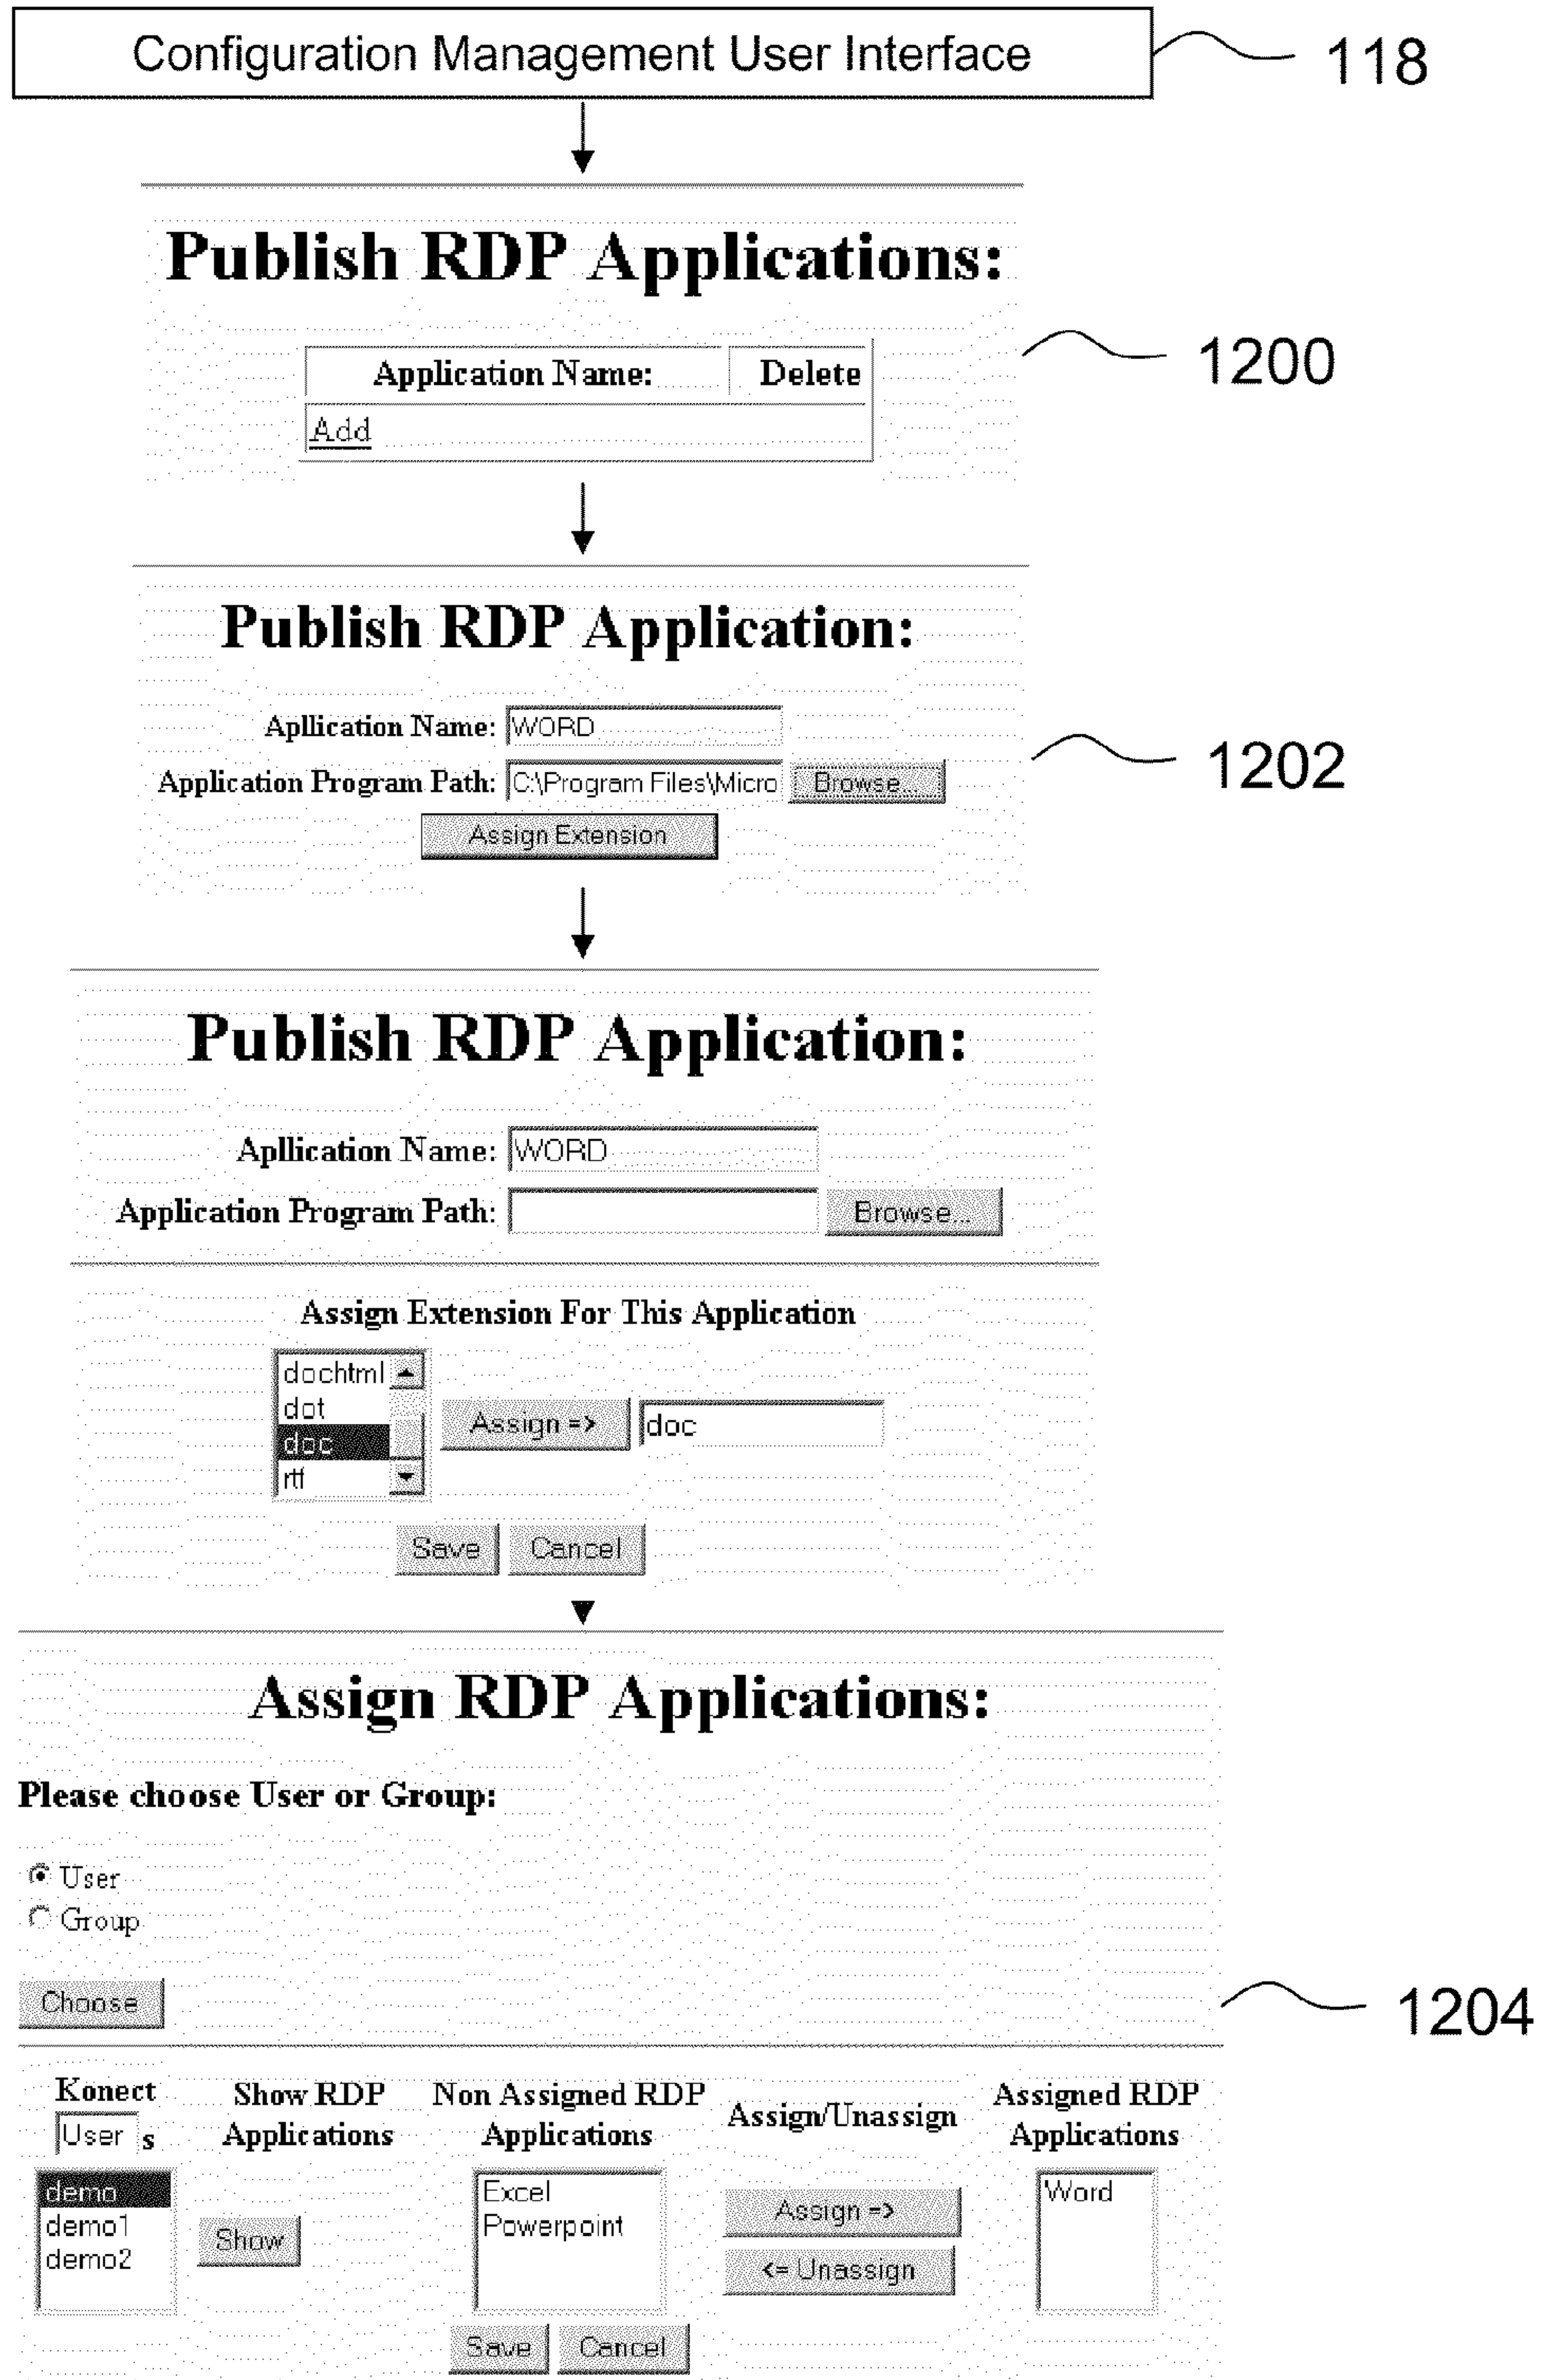 Configuration Management User Interface
118
Publish RDP Applications:
1200
Application Name: Delete
Add
Publish RDP Application:
Apllication Name: WORD
1202
Application Program Path: C:\Program Files\Micro Browse...
Assign Extension
Publish RDP Application:
Apllication Name: WORD
Application Program Path: Browse...
Assign Extension For This Application
dochtml
dot
doc
rtf
Assign => doc
Save Cancel
Assign RDP Applications:
Please choose User or Group:
User
Group
Choose
1204
Konect
User s
Show RDP
Applications
Non Assigned RDP
Applications
Assign/Unassign
Assigned RDP
Applications
demo
demo1
demo2
Show
Excel
Powerpoint
Assign =>
<= Unassign
Word
Save Cancel